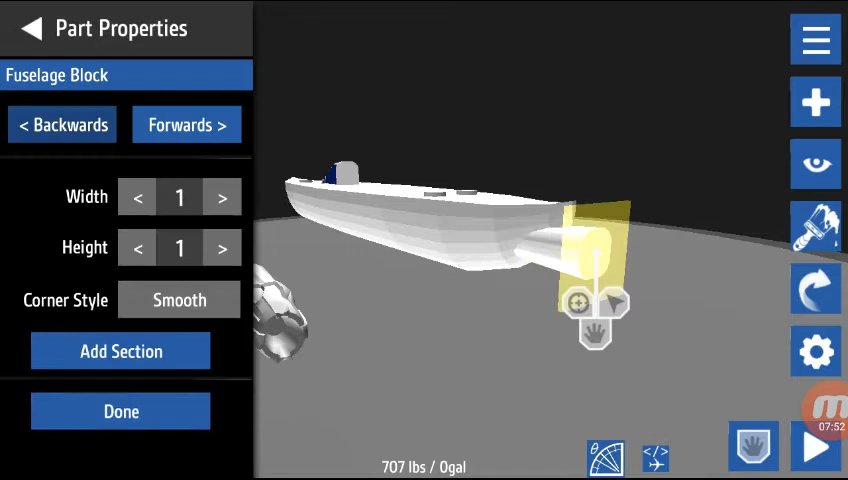 Part Properties
Fuselage Block
< Backwards
Forwards >
Width < 1 >
Height < 1 >
Corner Style Smooth
Add Section
Done
707 lbs / 0gal
07:52